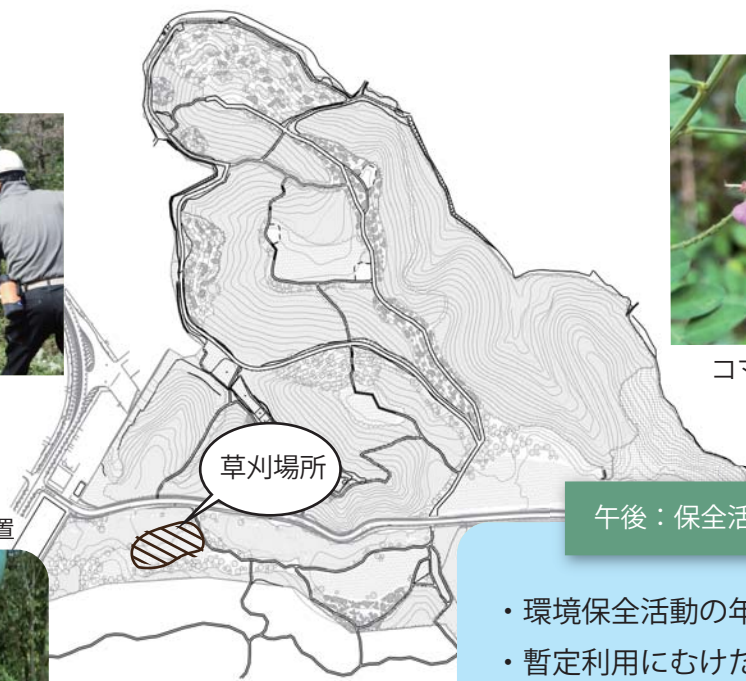 コマ
草刈場所
置
午後：保全活
・環境保全活動の年
・暫定利用にむけた